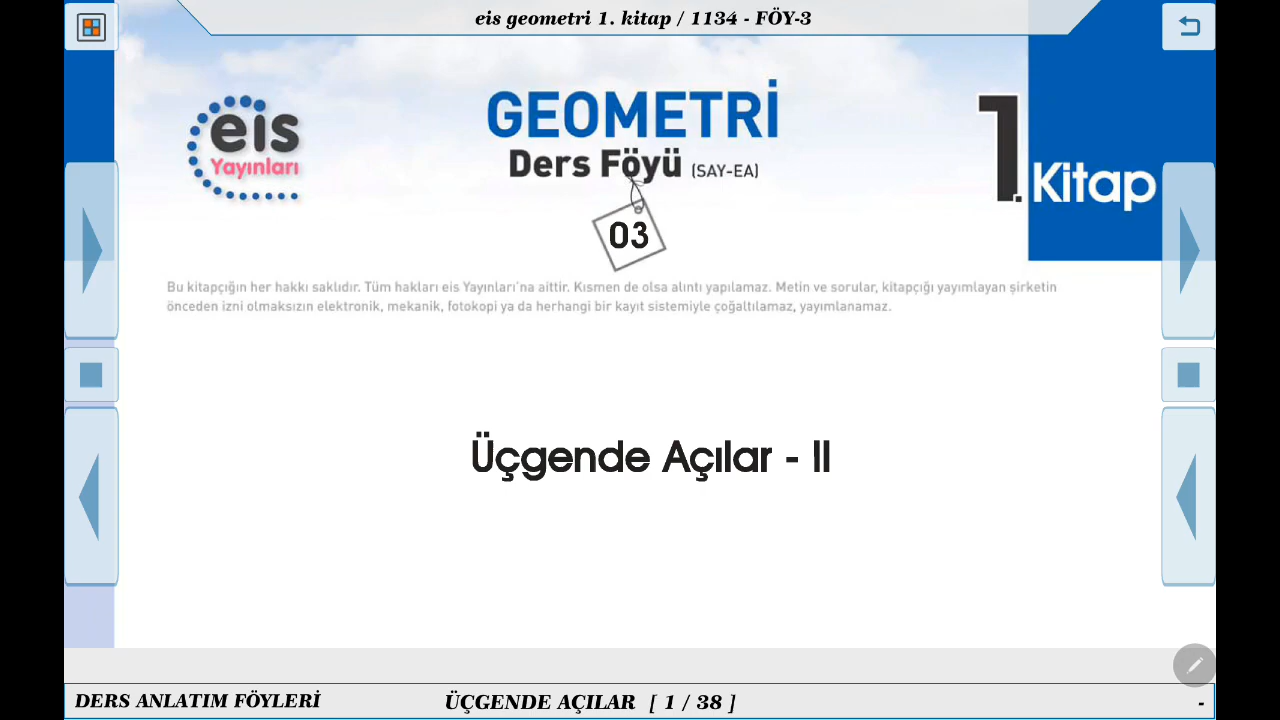 eis geometri 1. kitap / 1134 - FÖY-3
eis
Yayınları
GEOMETRİ
Ders Föyü (SAY-EA)
03
1.Kitap
Bu kitapçığın her hakkı saklıdır. Tüm hakları eis Yayınları'na aittir. Kısmen de olsa alıntı yapılamaz. Metin ve sorular, kitapçığı yayımlayan şirketin
önceden izni olmaksızın elektronik, mekanik, fotokopi ya da herhangi bir kayıt sistemiyle çoğaltılamaz, yayımlanamaz.
Üçgende Açılar - II
DERS ANLATIM FÖYLERİ
ÜÇGENDE AÇILAR [ 1 / 38 ]
-